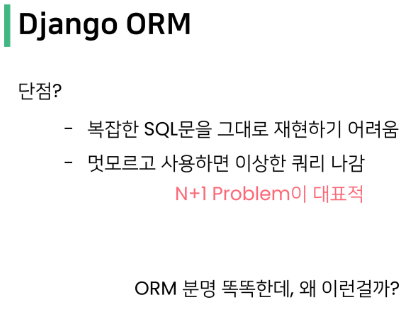 Django ORM
단점?
- 복잡한 SQL문을 그대로 재현하기 어려움
- 멋모르고 사용하면 이상한 쿼리 나감
N+1 Problem이 대표적
ORM 분명 똑똑한데, 왜 이런걸까?